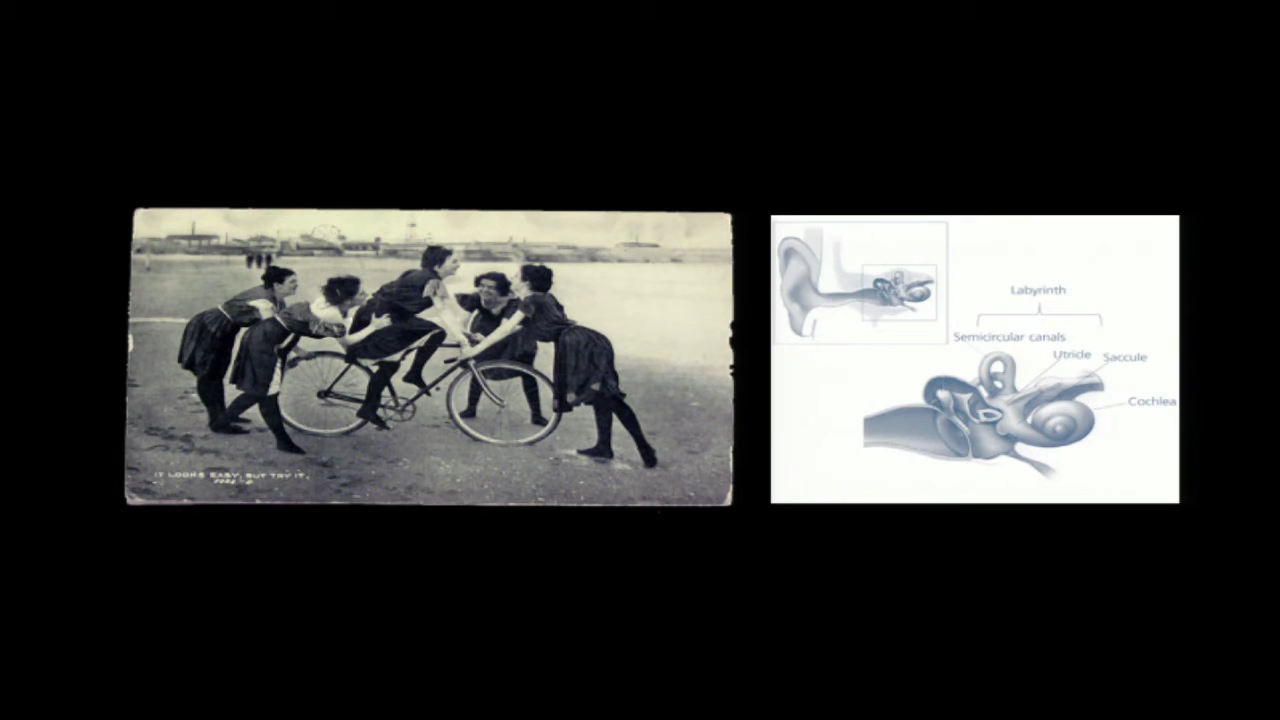 IT LOOKS EASY, BUT TRY IT.
Labyrinth
Semicircular canals
Utricle
Saccule
Cochlea